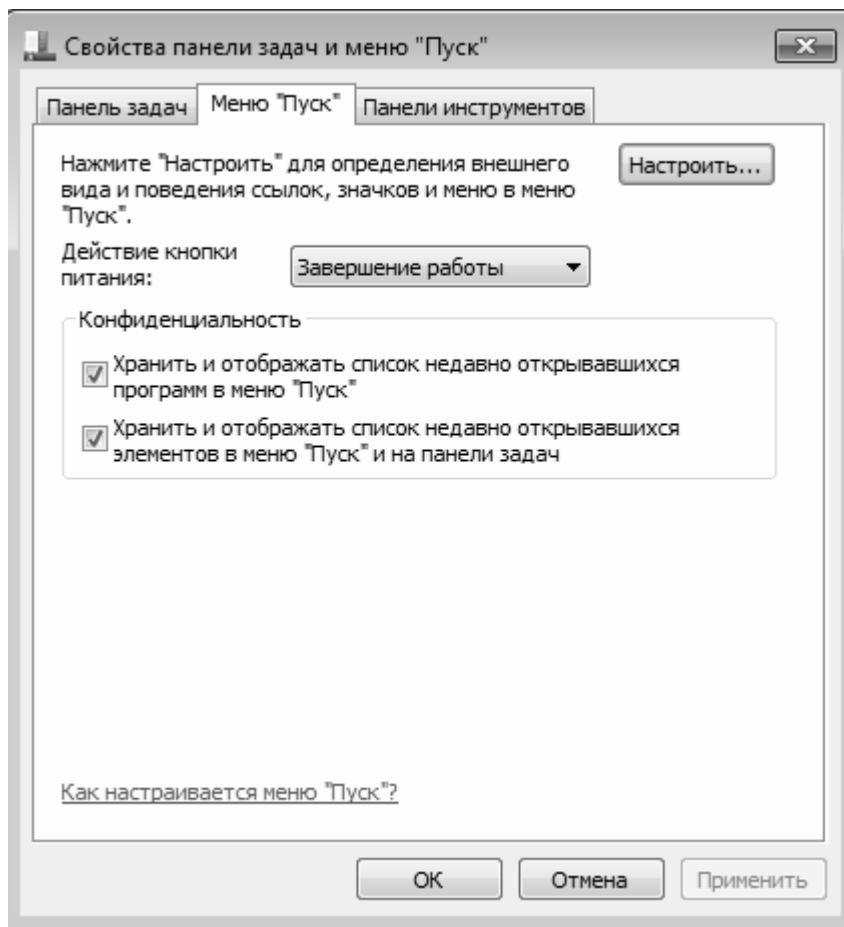 Свойства панели задач и меню "Пуск"
Панель задач
Меню "Пуск"
Панели инструментов
Нажмите "Настроить" для определения внешнего
вида и поведения ссылок, значков и меню в меню
"Пуск".
Настроить...
Действие кнопки
питания:
Завершение работы
Конфиденциальность
Хранить и отображать список недавно открывавшихся
программ в меню "Пуск"
Хранить и отображать список недавно открывавшихся
элементов в меню "Пуск" и на панели задач
Как настраивается меню "Пуск"?
ОК
Отмена
Применить